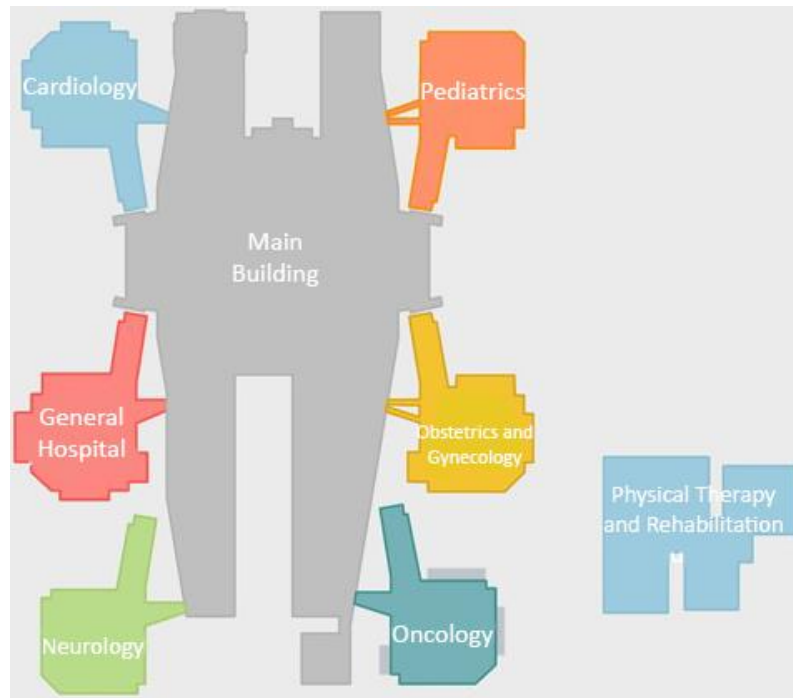 Cardiology
Pediatrics
Main
Building
General
Hospital
Obstetrics and
Gynecology
Physical Therapy
and Rehabilitation
Neurology
Oncology